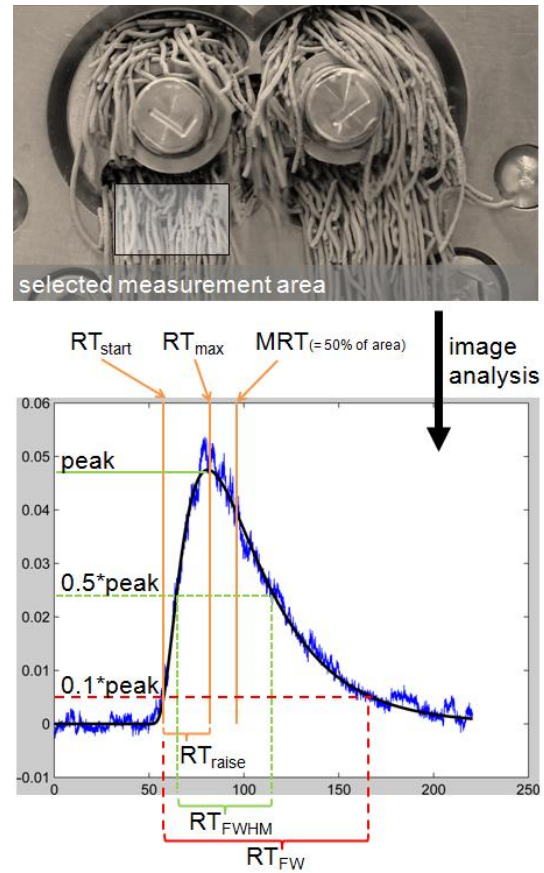 selected measurement area
RTstart
RTmax
MRT (= 50% of area)
image
analysis
0.06
peak
0.05
0.04
0.03
0.5*peak
0.02
0.01
0.1*peak
0
-0.01
0
50
100
150
200
250
RTraise
RTFWHM
RTFW